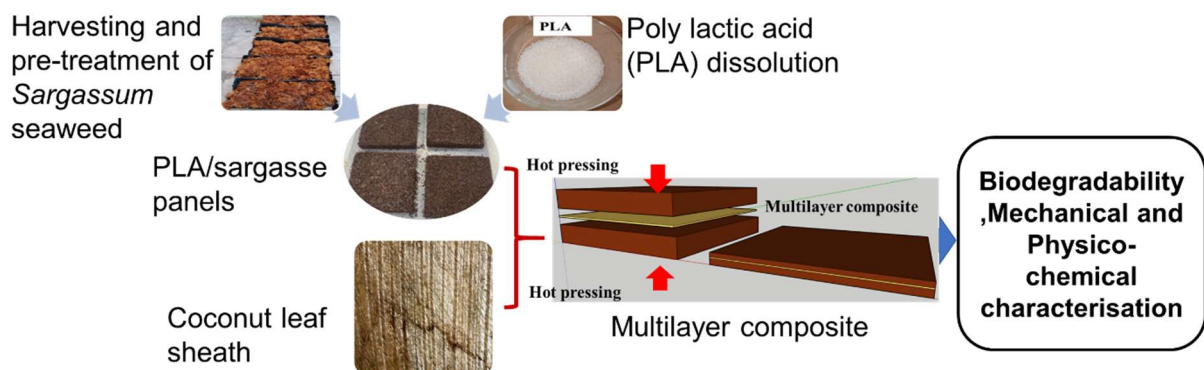 Harvesting and
pre-treatment of
Sargassum
seaweed
PLA
Poly lactic acid
(PLA) dissolution
PLA/sargasse
panels
Coconut leaf
sheath
Hot pressing
Multilayer composite
Hot pressing
Multilayer composite
Biodegradability
,Mechanical and
Physico-
chemical
characterisation